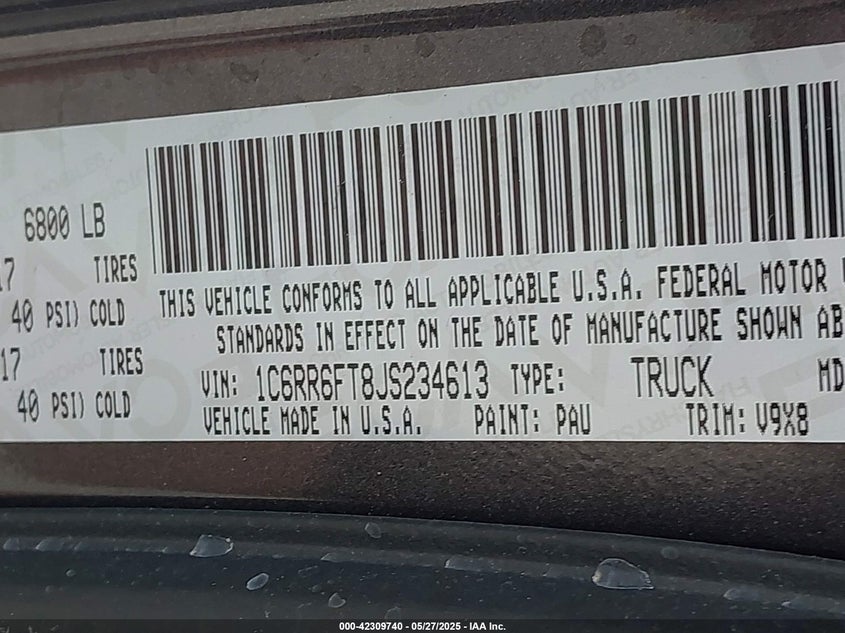 6800 LB
17 TIRES
40 PSI) COLD
17 TIRES
40 PSI) COLD
THIS VEHICLE CONFORMS TO ALL APPLICABLE U.S.A. FEDERAL MOTOR
STANDARDS IN EFFECT ON THE DATE OF MANUFACTURE SHOWN AB
VIN: 1C6RR6FT8JS234613 TYPE: TRUCK MD
VEHICLE MADE IN U.S.A. PAINT: PAU TRIM: V9X8
000-42309740 - 05/27/2025 - IAA Inc.